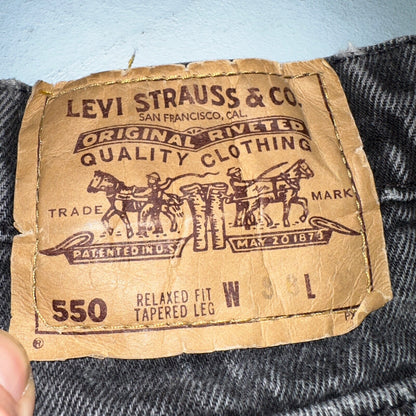 LEVI STRAUSS & CO.
SAN FRANCISCO, CAL.
ORIGINAL RIVETED
QUALITY CLOTHING
TRADE MARK
PATENTED IN U.S. MAY 20 1873
550 RELAXED FIT W L
TAPERED LEG
®